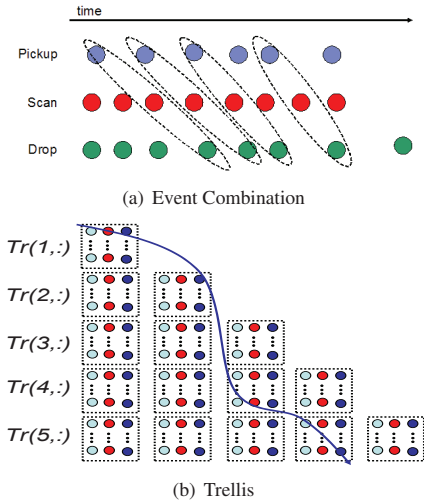 time
Pickup
Scan
Drop
(a) Event Combination
Tr(1,:)
Tr(2,:)
Tr(3,:)
Tr(4,:)
Tr(5,:)
(b) Trellis